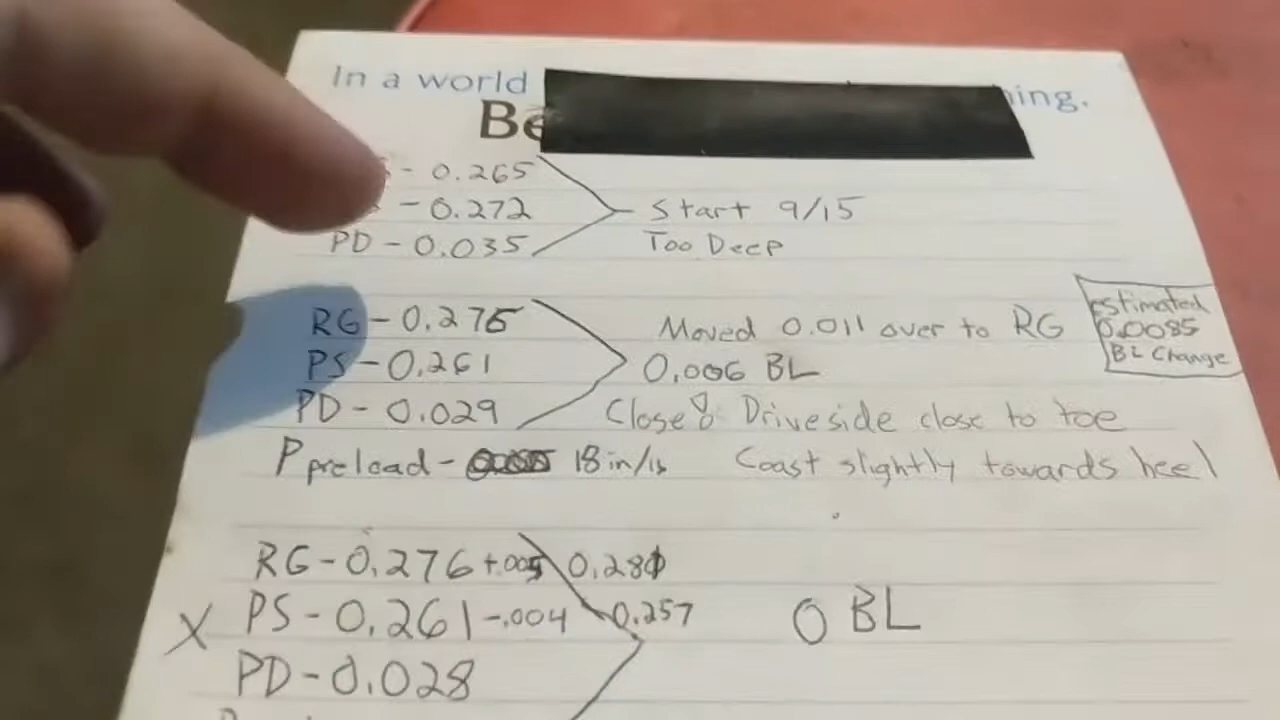 In a world
Be
- 0.265
- 0.272
PD - 0.035
Start 9/15
Too Deep
RG - 0.276
PS - 0.261
PD - 0.029
P preload - 18 in/lb
Moved 0.011 over to RG
0.006 BL
Close! Driveside close to toe
Coast slightly towards heel
estimated
0.0085
BL Change
RG - 0.276 +.005 0.281
X PS - 0.261 -.004 0.257
PD - 0.028
0 BL